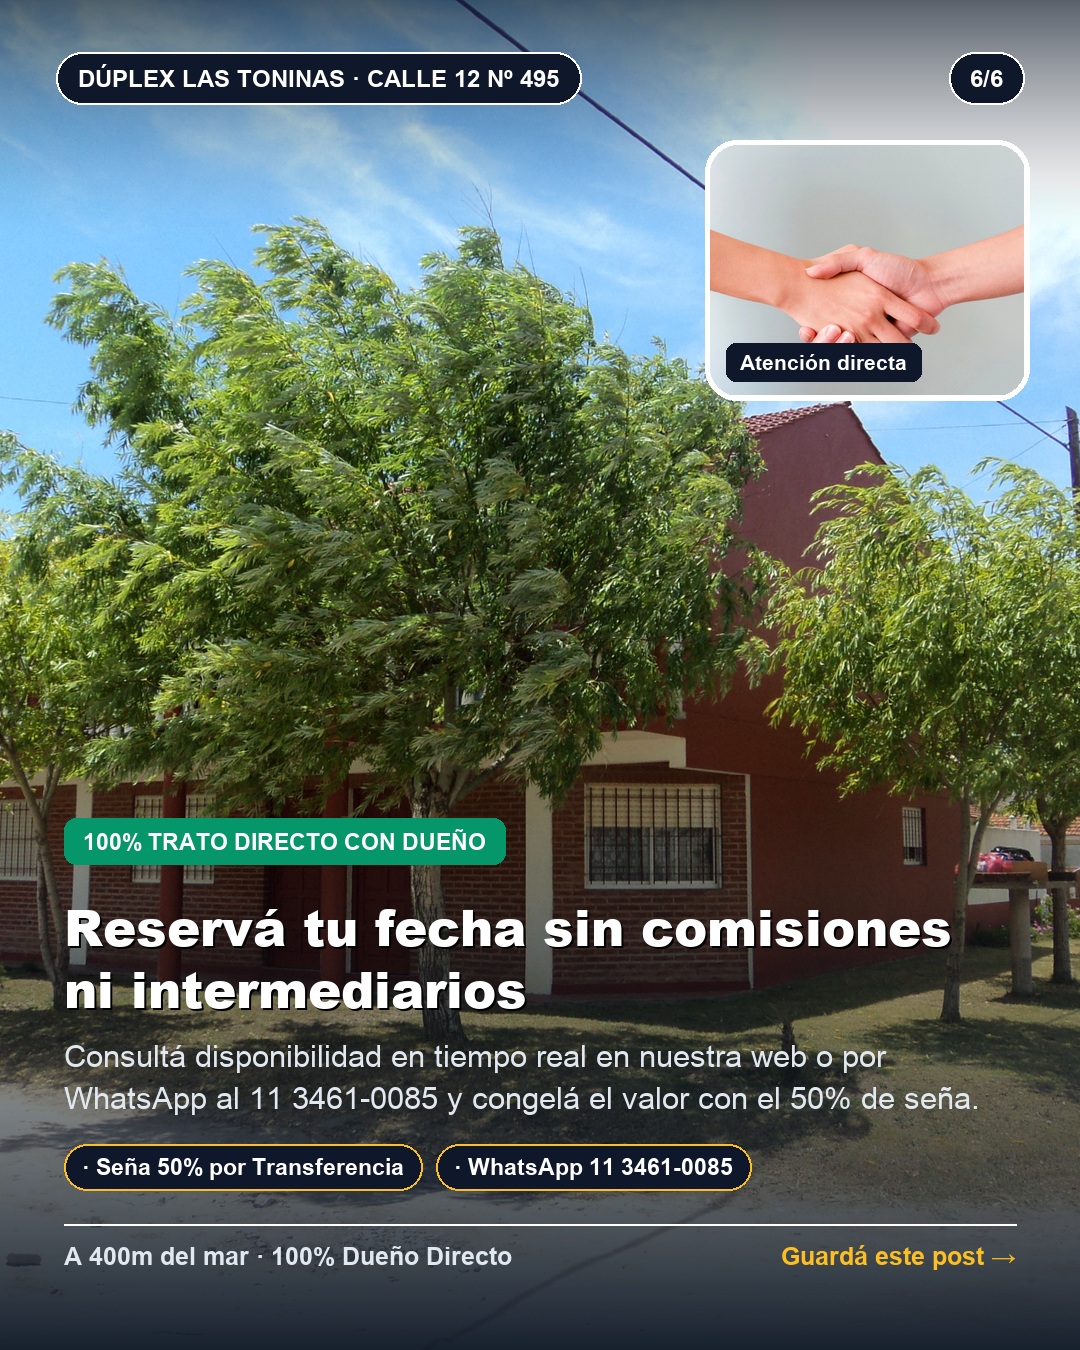 DÚPLEX LAS TONINAS · CALLE 12 Nº 495
6/6
Atención directa
100% TRATO DIRECTO CON DUEÑO
Reservá tu fecha sin comisiones
ni intermediarios
Consultá disponibilidad en tiempo real en nuestra web o por
WhatsApp al 11 3461-0085 y congelá el valor con el 50% de seña.
· Seña 50% por Transferencia
· WhatsApp 11 3461-0085
A 400m del mar · 100% Dueño Directo
Guardá este post →